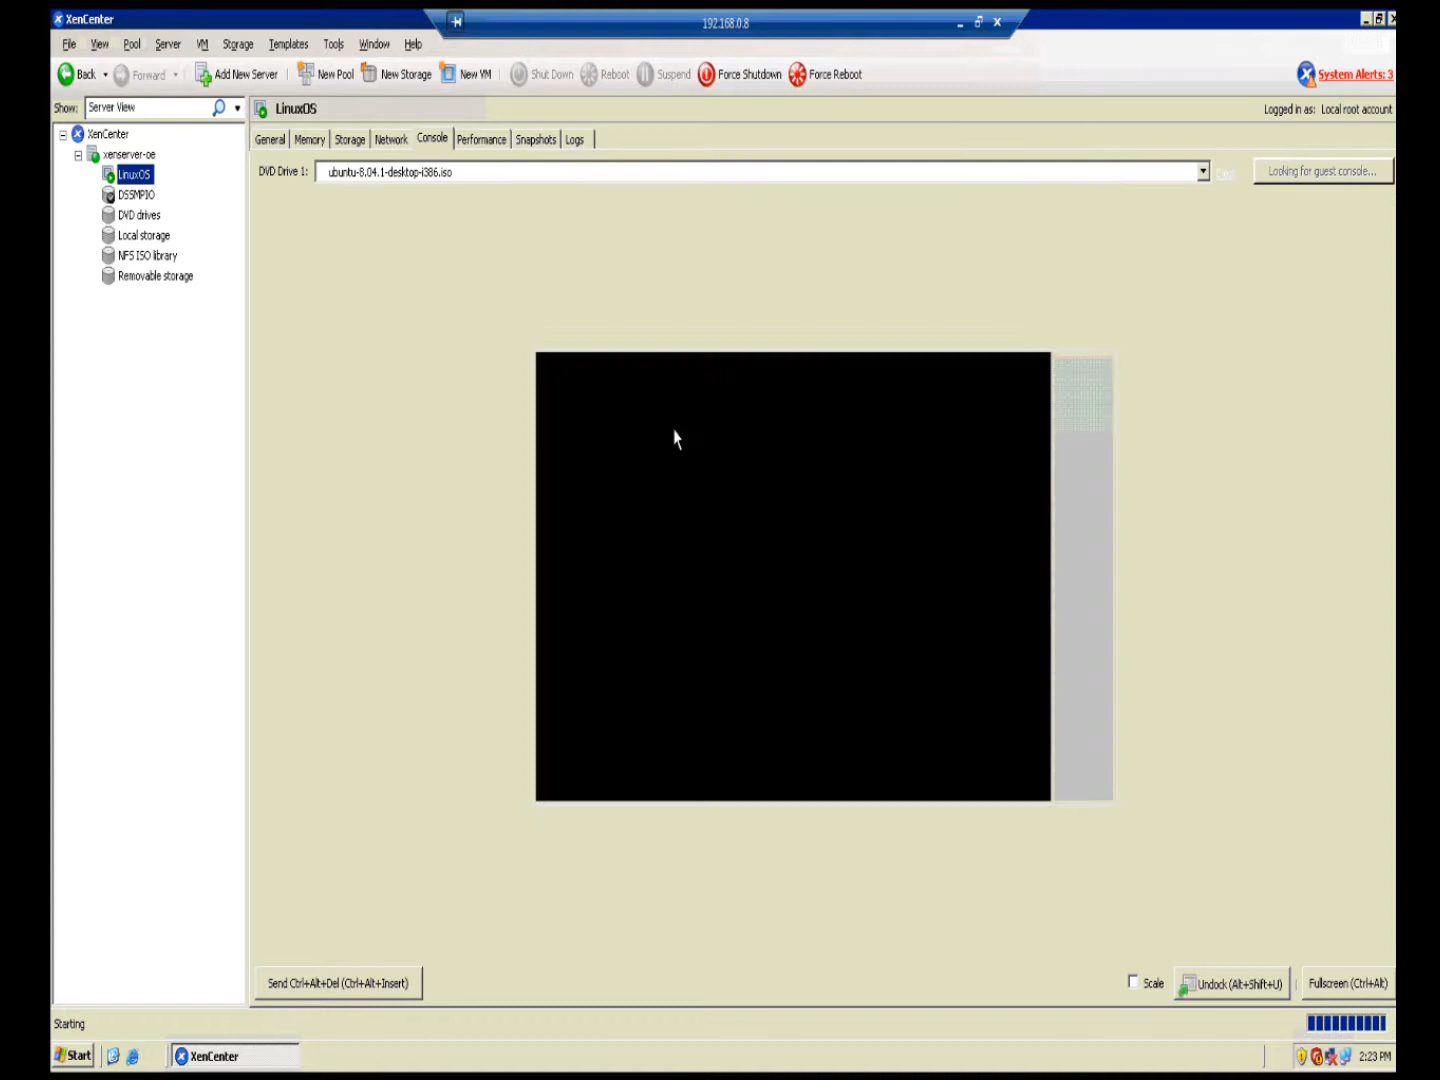 XenCenter
192.168.0.8
File View Pool Server VM Storage Templates Tools Window Help
Back Forward Add New Server New Pool New Storage New VM Shut Down Reboot Suspend Force Shutdown Force Reboot System Alerts: 3
Show: Server View LinuxOS Logged in as: Local root account
XenCenter
xenserver-oe
LinuxOS
DSSMPIO
DVD drives
Local storage
NFS ISO library
Removable storage
General Memory Storage Network Console Performance Snapshots Logs
DVD Drive 1: ubuntu-8.04.1-desktop-i386.iso Looking for guest console...
Send Ctrl+Alt+Del (Ctrl+Alt+Insert) Scale Undock (Alt+Shift+U) Fullscreen (Ctrl+Alt)
Starting
Start XenCenter 2:23 PM